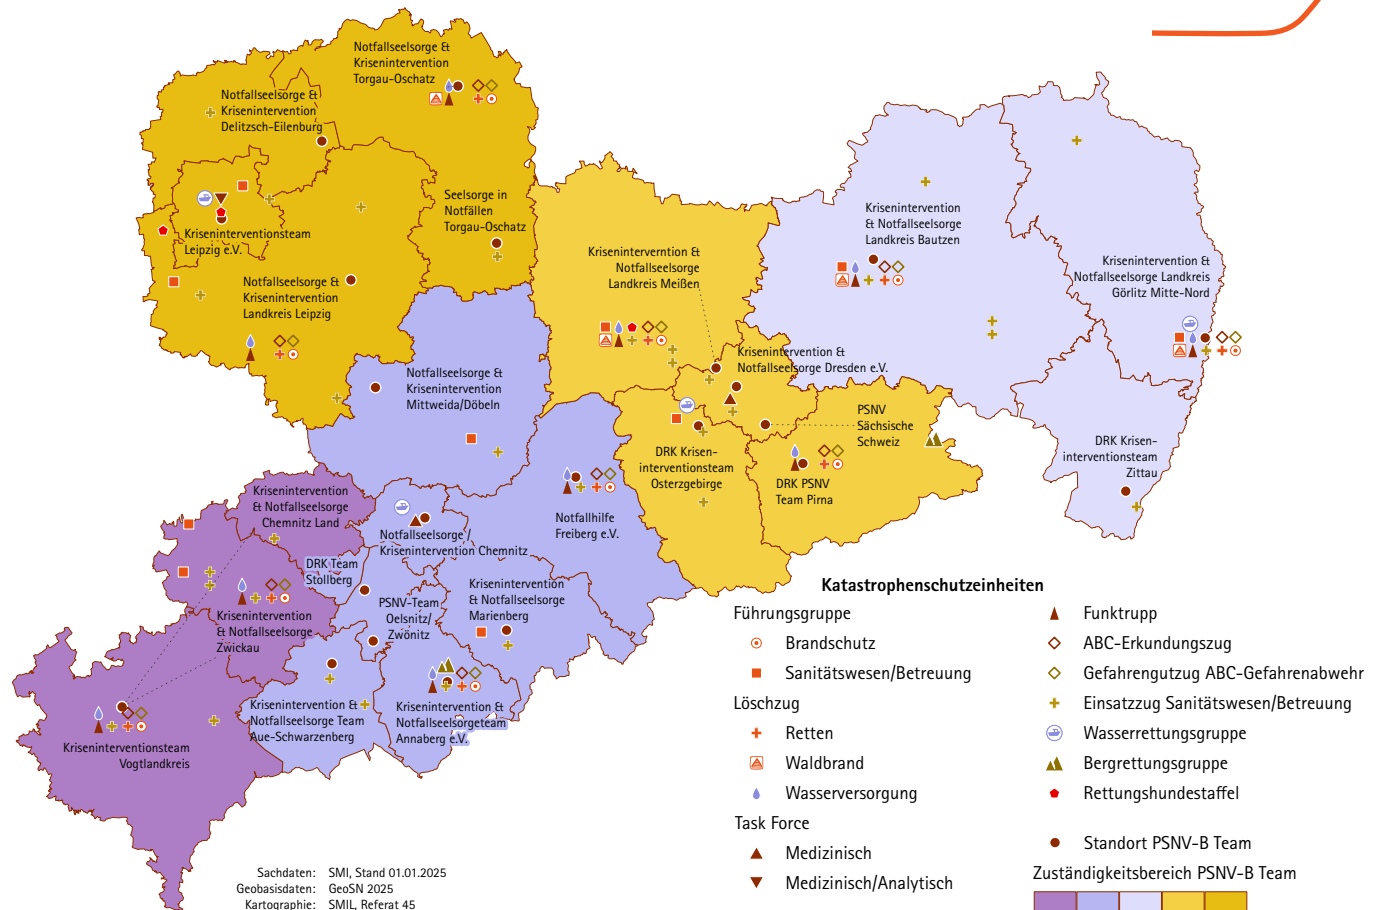 Notfallseelsorge &
Krisenintervention
Torgau-Oschatz
Notfallseelsorge &
Krisenintervention
Delitzsch-Eilenburg
Seelsorge in
Notfällen
Torgau-Oschatz
Kriseninterventionsteam
Leipzig e.V.
Notfallseelsorge &
Krisenintervention
Landkreis Leipzig
Krisenintervrention &
Notfallseelsorge
Landkreis Meißen
Krisenintervention
& Notfallseelsorge
Landkreis Bautzen
Krisenintervention &
Notfallseelsorge Landkreis
Görlitz Mitte-Nord
Krisenintervention &
Notfallseelsorge Dresden e.V.
Notfallseelsorge &
Krisenintervention
Mittweida/Döbeln
PSNV
Sächsische
Schweiz
DRK Krisen-
interventionsteam
Osterzgebirge
DRK PSNV
Team Pirna
DRK Krisen-
interventionsteam
Zittau
Krisenintervention
& Notfallseelsorge
Chemnitz Land
Notfallseelsorge /
Krisenintervention Chemnitz
Notfallhilfe
Freiberg e.V.
DRK Team
Stollberg
PSNV-Team
Oelsnitz/
Zwönitz
Krisenintervention
& Notfallseelsorge
Marienberg
Krisenintervention
& Notfallseelsorge
Zwickau
Krisenintervention &
Notfallseelsorge Team
Aue-Schwarzenberg
Krisenintervention &
Notfallseelsorgeteam
Annaberg e.V.
Kriseninterventionsteam
Vogtlandkreis
Katastrophenschutzeinheiten
Führungsgruppe
Brandschutz
Sanitätswesen/Betreuung
Löschzug
Retten
Waldbrand
Wasserversorgung
Task Force
Medizinisch
Medizinisch/Analytisch
Funktrupp
ABC-Erkundungszug
Gefahrengutzug ABC-Gefahrenabwehr
Einsatzzug Sanitätswesen/Betreuung
Wasserrettungsgruppe
Bergrettungsgruppe
Rettungshundestaffel
Standort PSNV-B Team
Zuständigkeitsbereich PSNV-B Team
Sachdaten: SMI, Stand 01.01.2025
Geobasisdaten: GeoSN 2025
Kartographie: SMIL, Referat 45